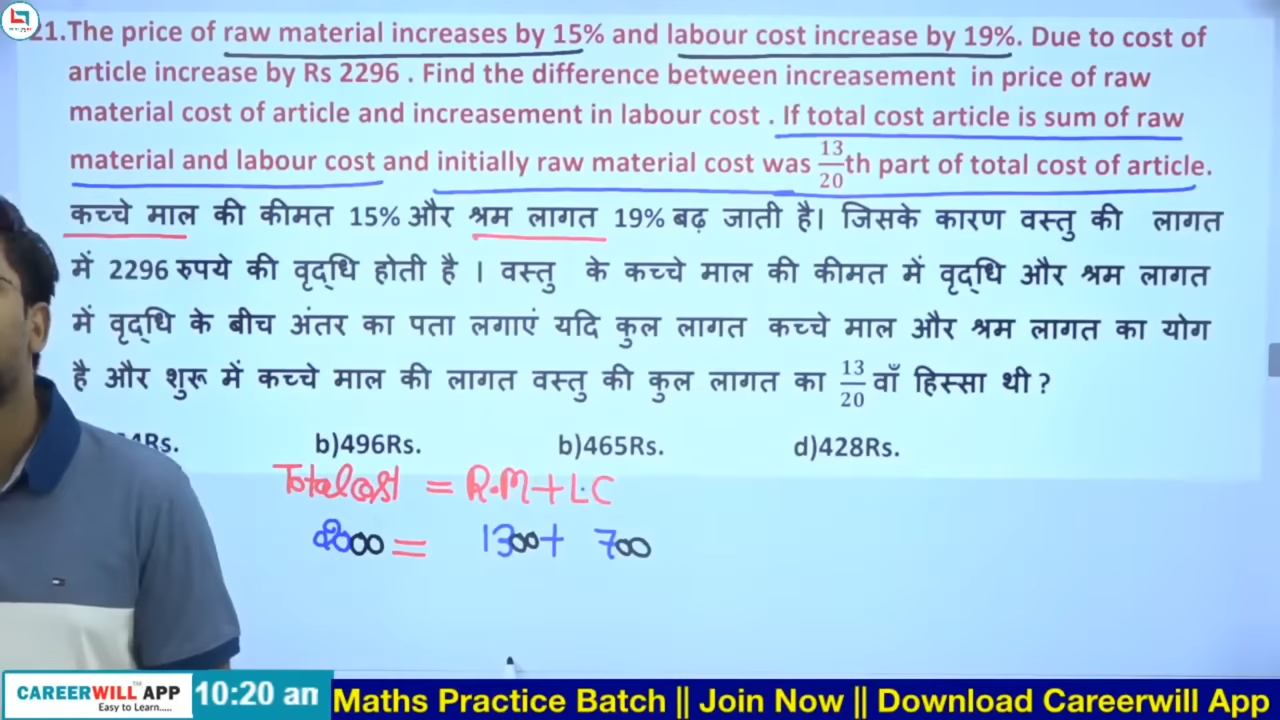 21.The price of raw material increases by 15% and labour cost increase by 19%. Due to cost of
article increase by Rs 2296 . Find the difference between increasement in price of raw
material cost of article and increasement in labour cost . If total cost article is sum of raw
material and labour cost and initially raw material cost was 13/20th part of total cost of article.
कच्चे माल की कीमत 15% और श्रम लागत 19% बढ़ जाती है। जिसके कारण वस्तु की लागत
में 2296 रुपये की वृद्धि होती है । वस्तु के कच्चे माल की कीमत में वृद्धि और श्रम लागत
में वृद्धि के बीच अंतर का पता लगाएं यदि कुल लागत कच्चे माल और श्रम लागत का योग
है और शुरू में कच्चे माल की लागत वस्तु की कुल लागत का 13/20 वाँ हिस्सा थी ?
Rs. b)496Rs. b)465Rs. d)428Rs.
Total cost = R.M+L.C
2000 = 1300+ 700
CAREERWILL APP 10:20 an Maths Practice Batch || Join Now || Download Careerwill App
Easy to Learn.....